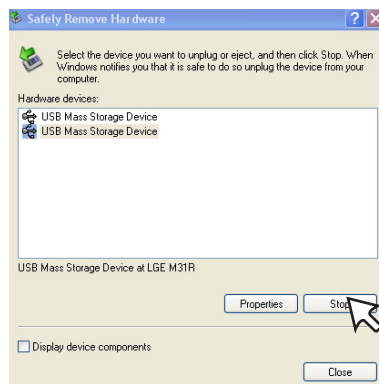 Safely Remove Hardware
Select the device you want to unplug or eject, and then click Stop. When
Windows notifies you that it is safe to do so unplug the device from your
computer.
Hardware devices:
USB Mass Storage Device
USB Mass Storage Device
USB Mass Storage Device at LGE M31R
Properties
Stop
Display device components
Close